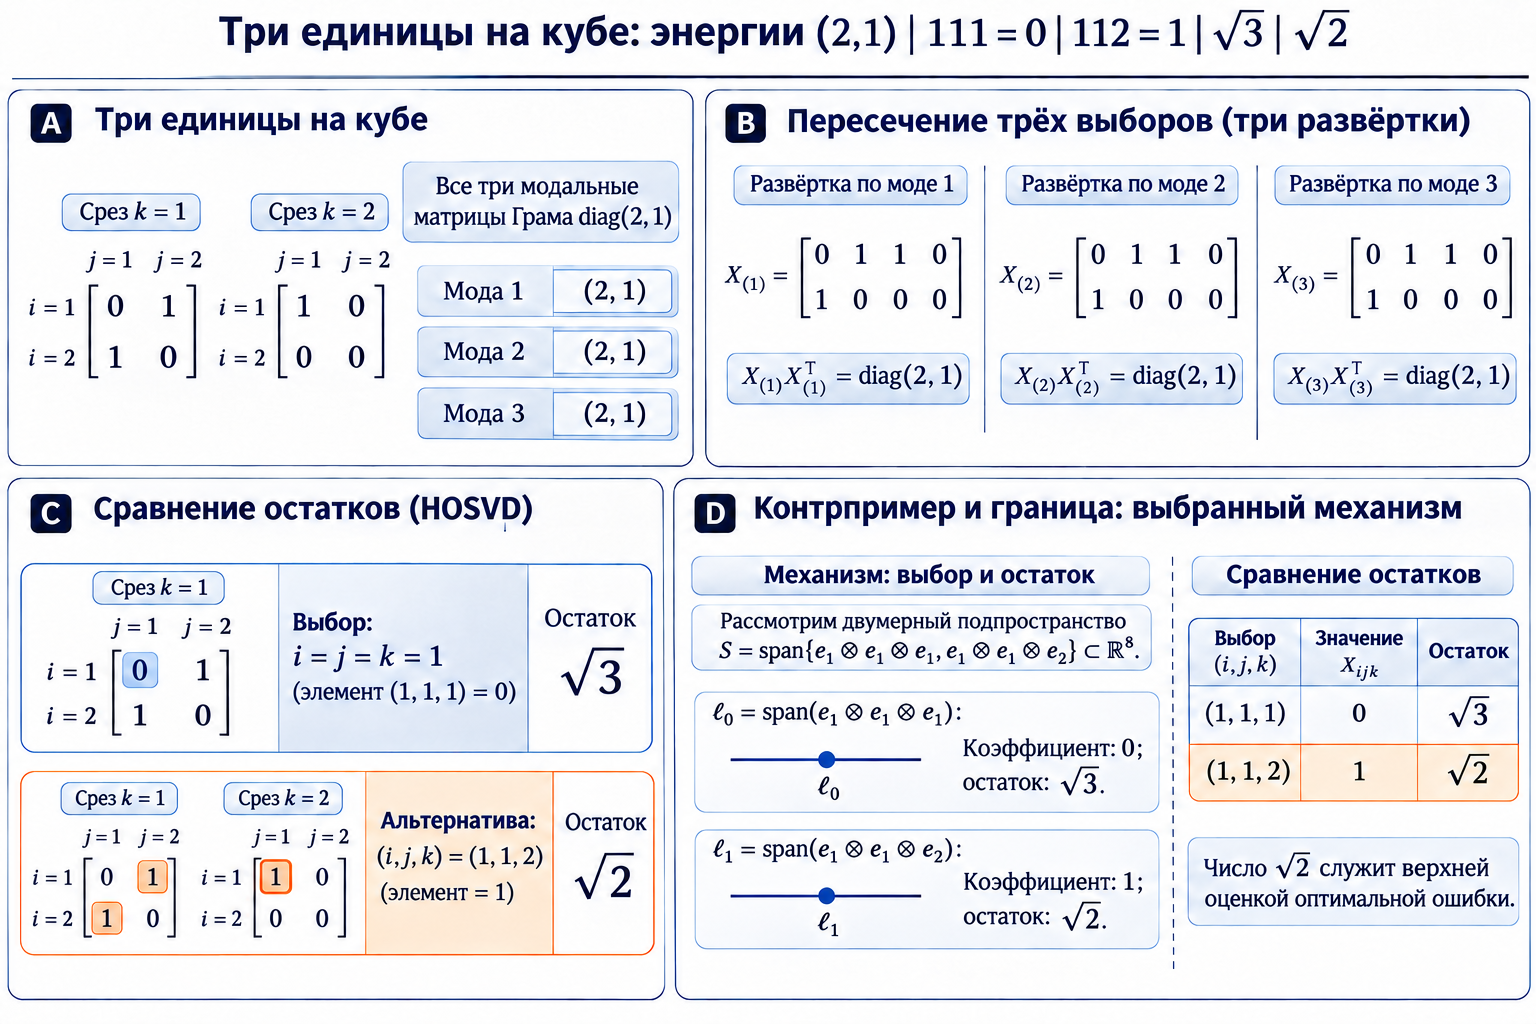 Три единицы на кубе: энергии (2,1) | 111 = 0 | 112 = 1 | √3 | √2
A Три единицы на кубе
Срез k = 1
j = 1 j = 2
i = 1 [0 1]
i = 2 [1 0]
Срез k = 2
j = 1 j = 2
i = 1 [1 0]
i = 2 [0 0]
Все три модальные
матрицы Грама diag(2, 1)
Мода 1 (2, 1)
Мода 2 (2, 1)
Мода 3 (2, 1)
B Пересечение трёх выборов (три развёртки)
Развёртка по моде 1
X₍₁₎ = [0 1 1 0
1 0 0 0]
X₍₁₎X₍₁₎ᵀ = diag(2, 1)
Развёртка по моде 2
X₍₂₎ = [0 1 1 0
1 0 0 0]
X₍₂₎X₍₂₎ᵀ = diag(2, 1)
Развёртка по моде 3
X₍₃₎ = [0 1 1 0
1 0 0 0]
X₍₃₎X₍₃₎ᵀ = diag(2, 1)
C Сравнение остатков (HOSVD)
Срез k = 1
j = 1 j = 2
i = 1 [0 1]
i = 2 [1 0]
Выбор:
i = j = k = 1
(элемент (1, 1, 1) = 0)
Остаток
√3
Срез k = 1
j = 1 j = 2
i = 1 [0 1]
i = 2 [1 0]
Срез k = 2
j = 1 j = 2
i = 1 [1 0]
i = 2 [0 0]
Альтернатива:
(i, j, k) = (1, 1, 2)
(элемент = 1)
Остаток
√2
D Контрпример и граница: выбранный механизм
Механизм: выбор и остаток
Рассмотрим двумерный подпространство
S = span{e₁ ⊗ e₁ ⊗ e₁, e₁ ⊗ e₁ ⊗ e₂} ⊂ ℝ⁸.
ℓ₀ = span(e₁ ⊗ e₁ ⊗ e₁):
ℓ₀
Коэффициент: 0;
остаток: √3.
ℓ₁ = span(e₁ ⊗ e₁ ⊗ e₂):
ℓ₁
Коэффициент: 1;
остаток: √2.
Сравнение остатков
Выбор (i, j, k) Значение Xᵢⱼₖ Остаток
(1, 1, 1) 0 √3
(1, 1, 2) 1 √2
Число √2 служит верхней
оценкой оптимальной ошибки.